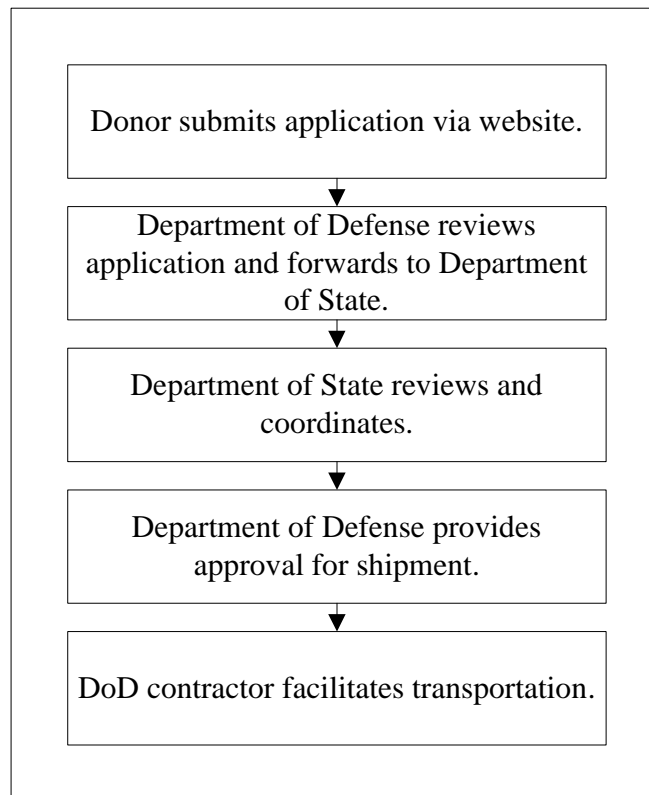 Donor submits application via website.
Department of Defense reviews
application and forwards to Department
of State.
Department of State reviews and
coordinates.
Department of Defense provides
approval for shipment.
DoD contractor facilitates transportation.